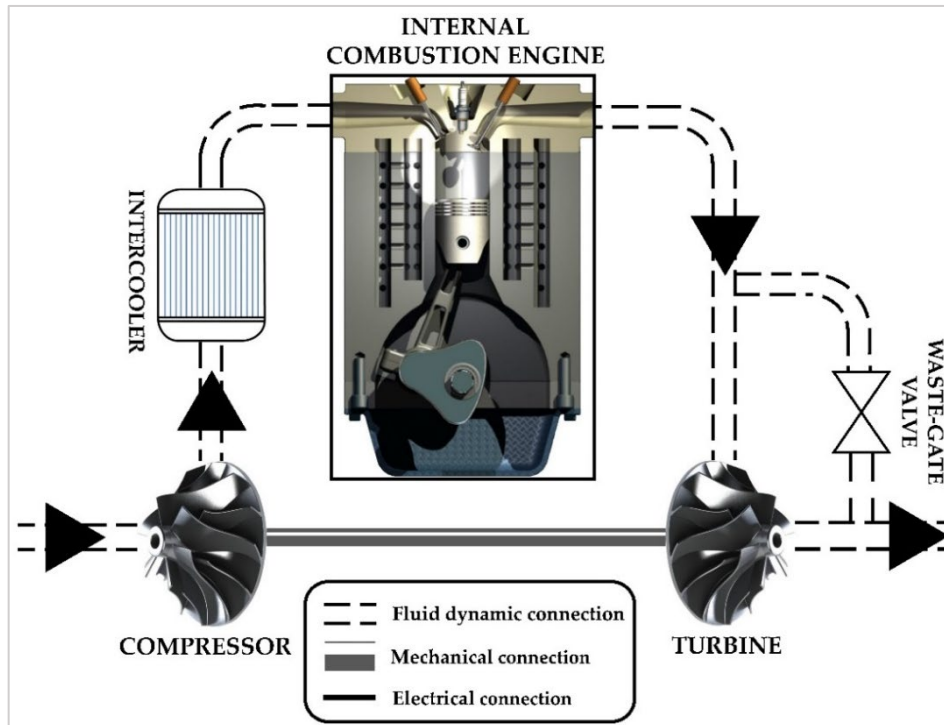 INTERNAL
COMBUSTION ENGINE
INTERCOOLER
WASTE-GATE
VALVE
COMPRESSOR
TURBINE
Fluid dynamic connection
Mechanical connection
Electrical connection